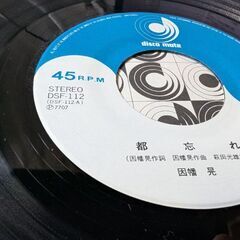 disco mate
45 R.P.M
STEREO
DSF-112
(DSF-112-A)
Ⓟ7707
都 忘 れ
(因幡晃作詞 因幡晃作曲 萩田光雄
因幡 晃